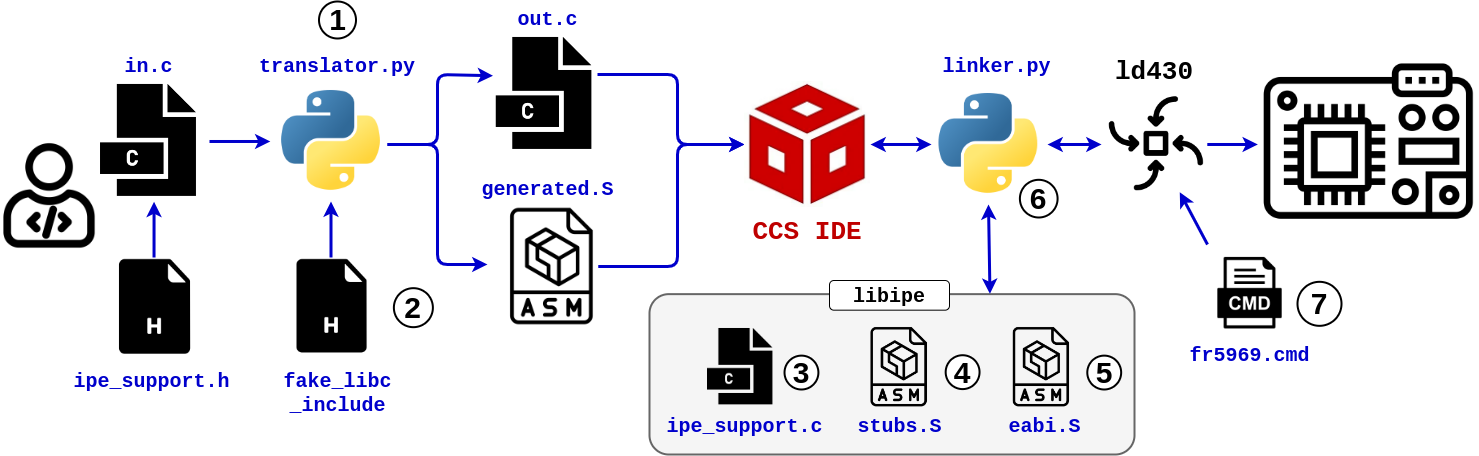 1
out.c
in.c
translator.py
linker.py
ld430
C
C
generated.S
6
CCS IDE
H
H
2
ASM
libipe
CMD
7
ipe_support.h
fake_libc
_include
fr5969.cmd
C
3
ASM
4
ASM
5
ipe_support.c
stubs.S
eabi.S